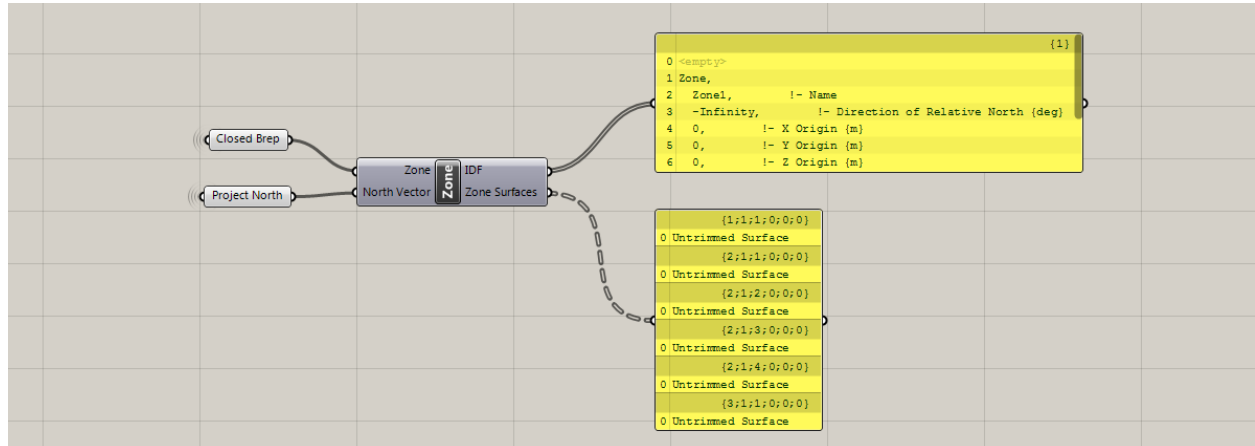 Closed Brep
Project North
Zone IDF
North Vector Zone Zone Surfaces
{1}
0 <empty>
1 Zone,
2 Zone1, !- Name
3 -Infinity, !- Direction of Relative North {deg}
4 0, !- X Origin {m}
5 0, !- Y Origin {m}
6 0, !- Z Origin {m}
{1;1;1;0;0;0}
0 Untrimmed Surface
{2;1;1;0;0;0}
0 Untrimmed Surface
{2;1;2;0;0;0}
0 Untrimmed Surface
{2;1;3;0;0;0}
0 Untrimmed Surface
{2;1;4;0;0;0}
0 Untrimmed Surface
{3;1;1;0;0;0}
0 Untrimmed Surface